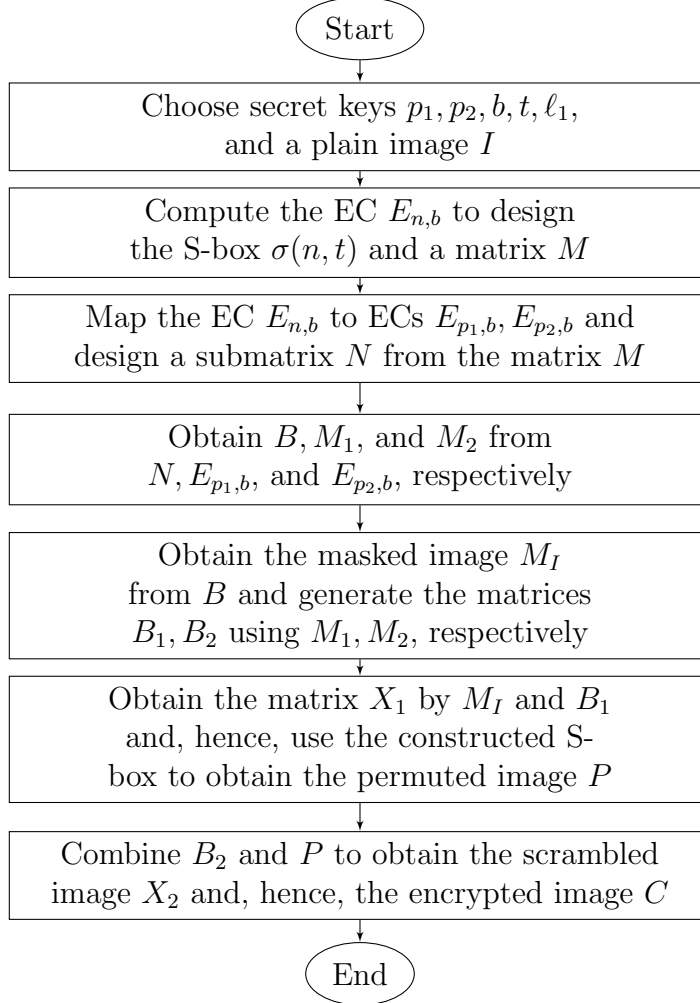 Start
Choose secret keys p₁, p₂, b, t, ℓ₁,
and a plain image I
Compute the EC Eₙ,b to design
the S-box σ(n, t) and a matrix M
Map the EC Eₙ,b to ECs Eₚ₁,b, Eₚ₂,b and
design a submatrix N from the matrix M
Obtain B, M₁, and M₂ from
N, Eₚ₁,b, and Eₚ₂,b, respectively
Obtain the masked image M_I
from B and generate the matrices
B₁, B₂ using M₁, M₂, respectively
Obtain the matrix X₁ by M_I and B₁
and, hence, use the constructed S-
box to obtain the permuted image P
Combine B₂ and P to obtain the scrambled
image X₂ and, hence, the encrypted image C
End